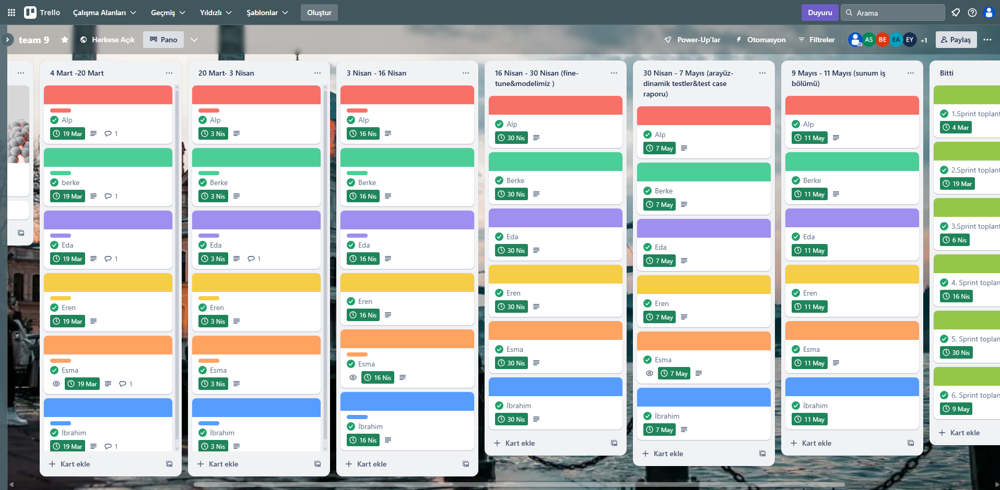 Trello
Çalışma Alanları
Geçmiş
Yıldızlı
Şablonlar
Oluştur
Duyuru
Arama
team 9
Herkese Açık
Pano
Power-Up'lar
Otomasyon
Filtreler
AS
BE
EA
EY
+1
Paylaş
4 Mart -20 Mart
Alp
19 Mar
1
berke
19 Mar
1
Eda
19 Mar
1
Eren
19 Mar
Esma
19 Mar
1
İbrahim
19 Mar
1
Kart ekle
20 Mart- 3 Nisan
Alp
3 Nis
Berke
3 Nis
Eda
3 Nis
1
Eren
3 Nis
Esma
3 Nis
İbrahim
3 Nis
Kart ekle
3 Nisan - 16 Nisan
Alp
16 Nis
Berke
16 Nis
Eda
16 Nis
Eren
16 Nis
Esma
16 Nis
İbrahim
16 Nis
Kart ekle
16 Nisan - 30 Nisan (fine-
tune&modelimiz )
Alp
30 Nis
Berke
30 Nis
Eda
30 Nis
Eren
30 Nis
Esma
30 Nis
İbrahim
30 Nis
Kart ekle
30 Nisan - 7 Mayıs (arayüz-
dinamik testler&test case
raporu)
Alp
7 May
Berke
7 May
Eda
7 May
Eren
7 May
Esma
7 May
İbrahim
7 May
Kart ekle
9 Mayıs - 11 Mayıs (sunum iş
bölümü)
Alp
11 May
Berke
11 May
Eda
11 May
Eren
11 May
Esma
11 May
İbrahim
11 May
Kart ekle
Bitti
1.Sprint toplant
4 Mar
2.Sprint toplant
19 Mar
3.Sprint toplant
6 Nis
4. Sprint toplan
16 Nis
5. Sprint toplan
30 Nis
6. Sprint toplan
9 May
Kart ekle